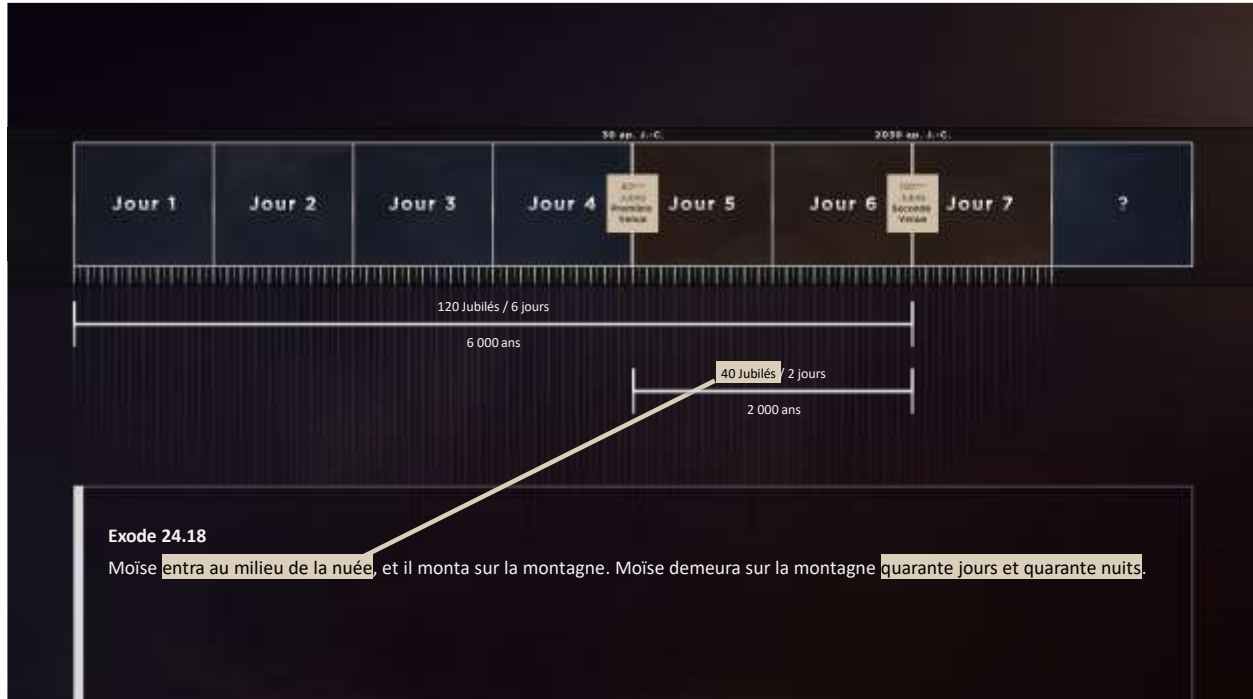 30 ap. J.-C. 2030 ap. J.-C.
Jour 1 Jour 2 Jour 3 Jour 4 Jour 5 Jour 6 Jour 7 ?
Première Venue
Seconde Venue
120 Jubilés / 6 jours
6 000 ans
40 Jubilés / 2 jours
2 000 ans
Exode 24.18
Moïse entra au milieu de la nuée, et il monta sur la montagne. Moïse demeura sur la montagne quarante jours et quarante nuits.